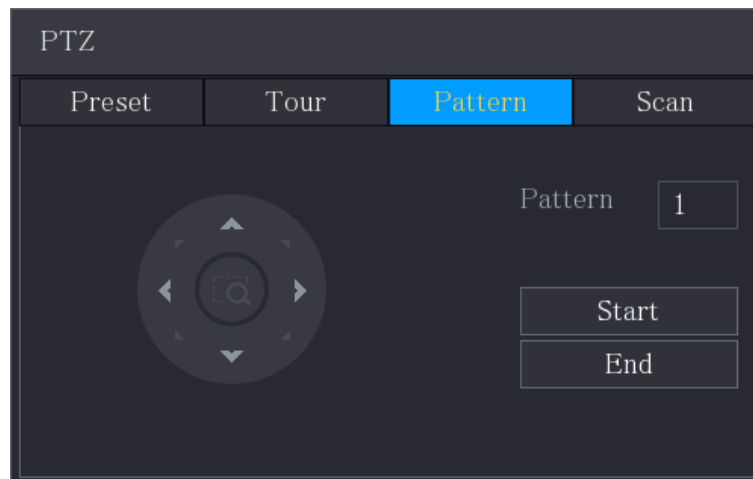 PTZ
Preset Tour Pattern Scan
Pattern 1
Start
End